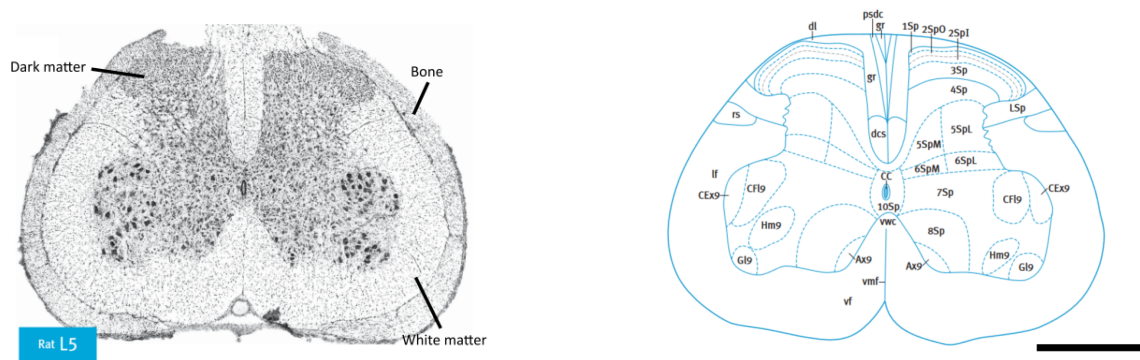 Dark matter
Bone
White matter
Rat L5
psdc
dl
gr
1Sp
2SpO
2SpI
3Sp
gr
4Sp
rs
LSp
dcs
5SpL
5SpM
6SpL
6SpM
lf
CC
CEx9
CFl9
7Sp
CFl9
CEx9
10Sp
vwc
Hm9
8Sp
Gl9
Ax9
Ax9
Hm9
Gl9
vmf
vf